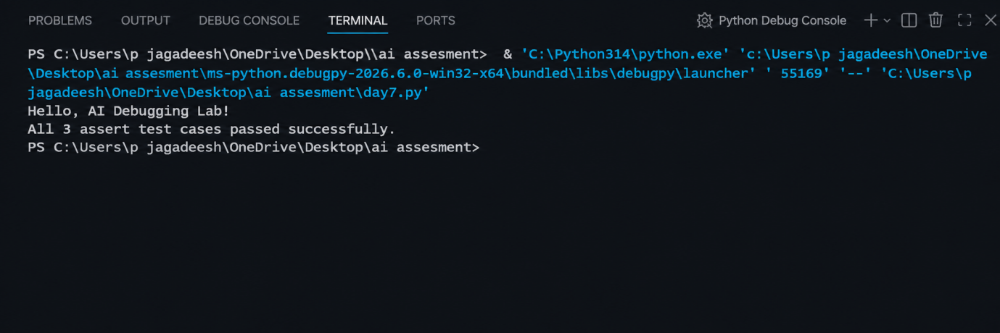 PROBLEMS OUTPUT DEBUG CONSOLE TERMINAL PORTS Python Debug Console
PS C:\Users\p jagadeesh\OneDrive\Desktop\\ai assesment>  & 'C:\Python314\python.exe' 'c:\Users\p jagadeesh\OneDrive
\Desktop\ai assesment\ms-python.debugpy-2026.6.0-win32-x64\bundled\libs\debugpy\launcher' ' 55169' '--' 'C:\Users\p
jagadeesh\OneDrive\Desktop\ai assesment\day7.py'
Hello, AI Debugging Lab!
All 3 assert test cases passed successfully.
PS C:\Users\p jagadeesh\OneDrive\Desktop\ai assesment>